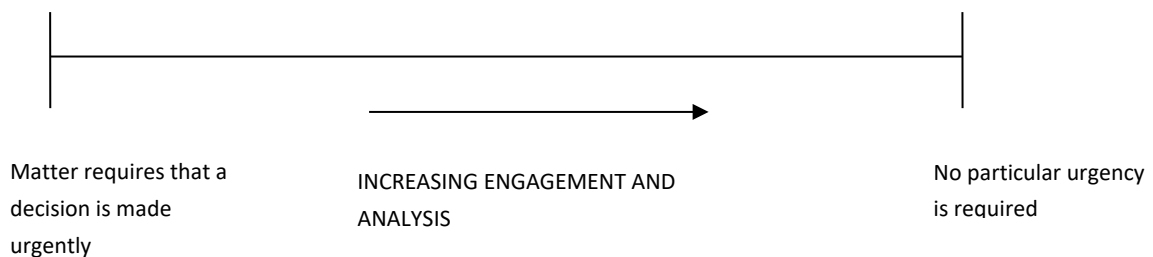 Matter requires that a
decision is made
urgently
INCREASING ENGAGEMENT AND
ANALYSIS
No particular urgency
is required